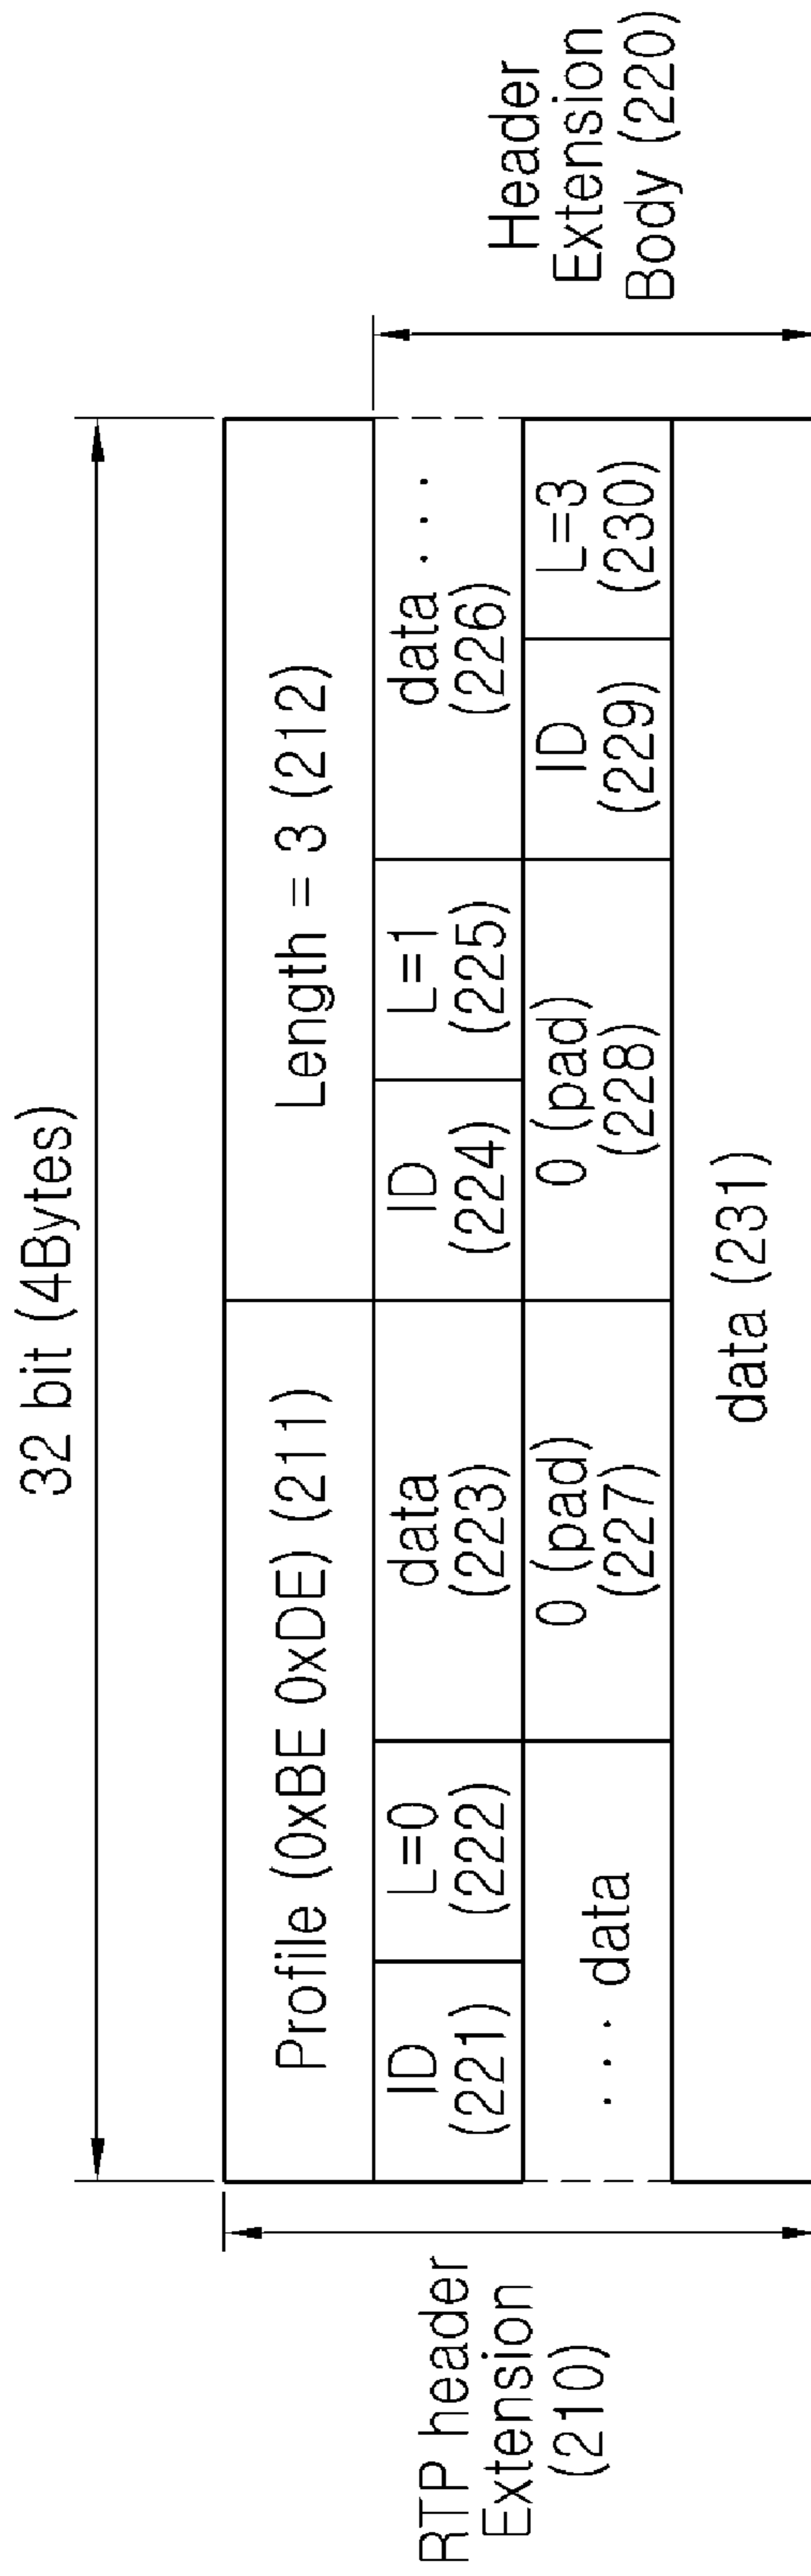 32 bit (4Bytes)
RTP header
Extension
(210)
Profile (0xBE 0xDE) (211)
Length = 3 (212)
ID
(221)
L=0
(222)
data
(223)
ID
(224)
L=1
(225)
data ...
(226)
... data
0 (pad)
(227)
0 (pad)
(228)
ID
(229)
L=3
(230)
data (231)
Header
Extension
Body (220)